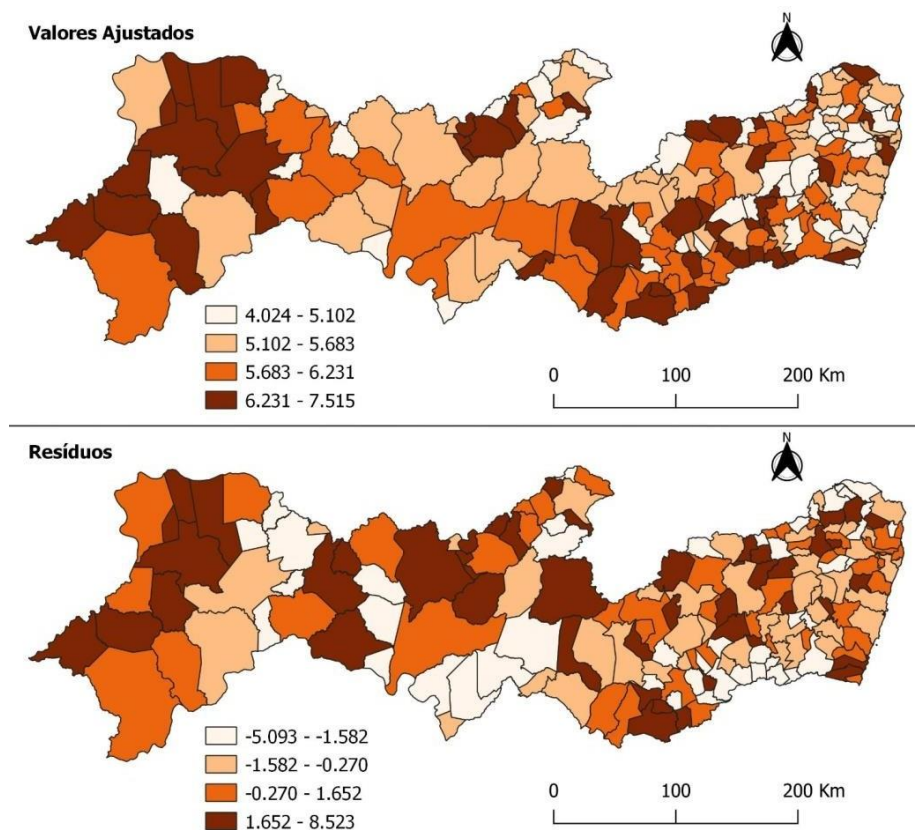 Valores Ajustados
N
4.024 - 5.102
5.102 - 5.683
5.683 - 6.231
6.231 - 7.515
0 100 200 Km
Resíduos
N
-5.093 - -1.582
-1.582 - -0.270
-0.270 - 1.652
1.652 - 8.523
0 100 200 Km